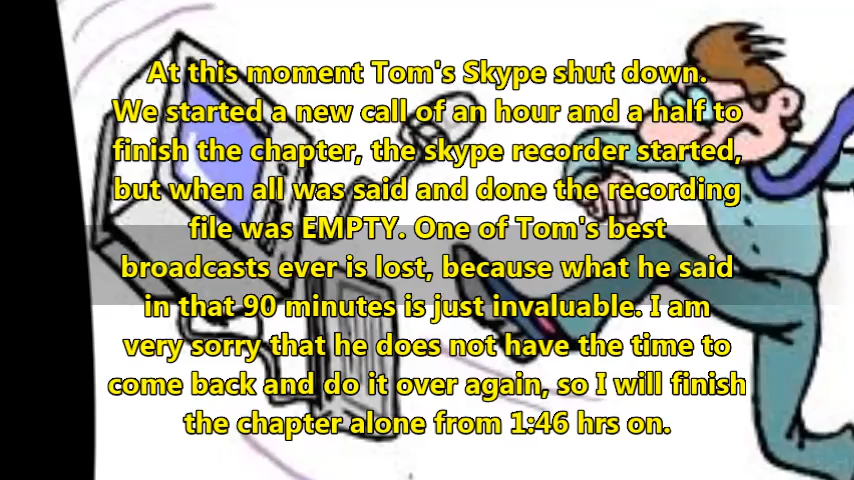 At this moment Tom's Skype shut down.
We started a new call of an hour and a half to
finish the chapter, the skype recorder started,
but when all was said and done the recording
file was EMPTY. One of Tom's best
broadcasts ever is lost, because what he said
in that 90 minutes is just invaluable. I am
very sorry that he does not have the time to
come back and do it over again, so I will finish
the chapter alone from 1:46 hrs on.